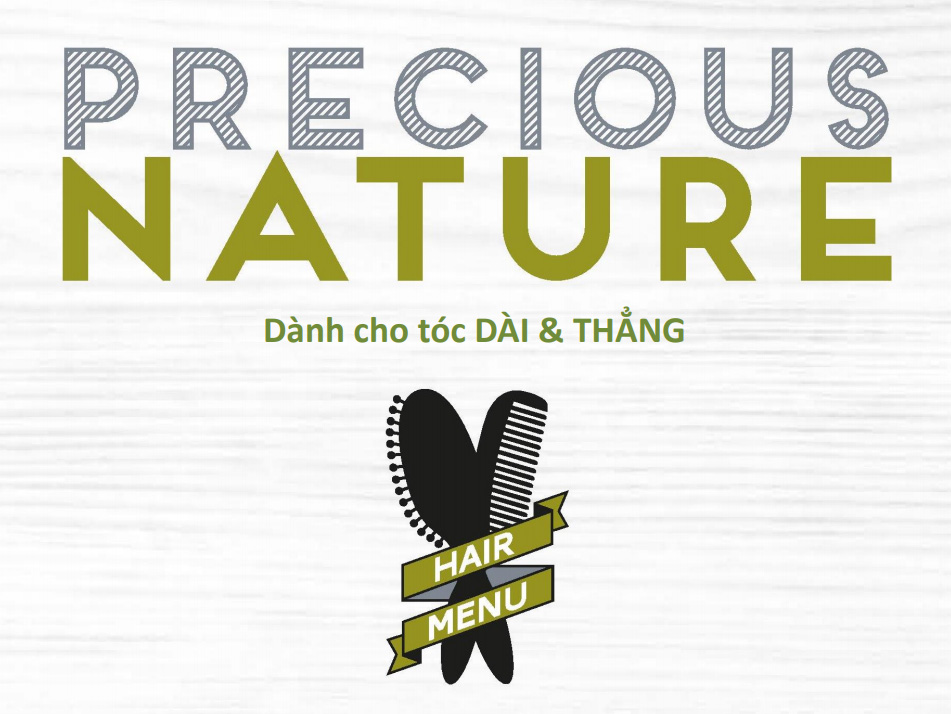 PRECIOUS
NATURE
Dành cho tóc DÀI & THẲNG
HAIR
MENU